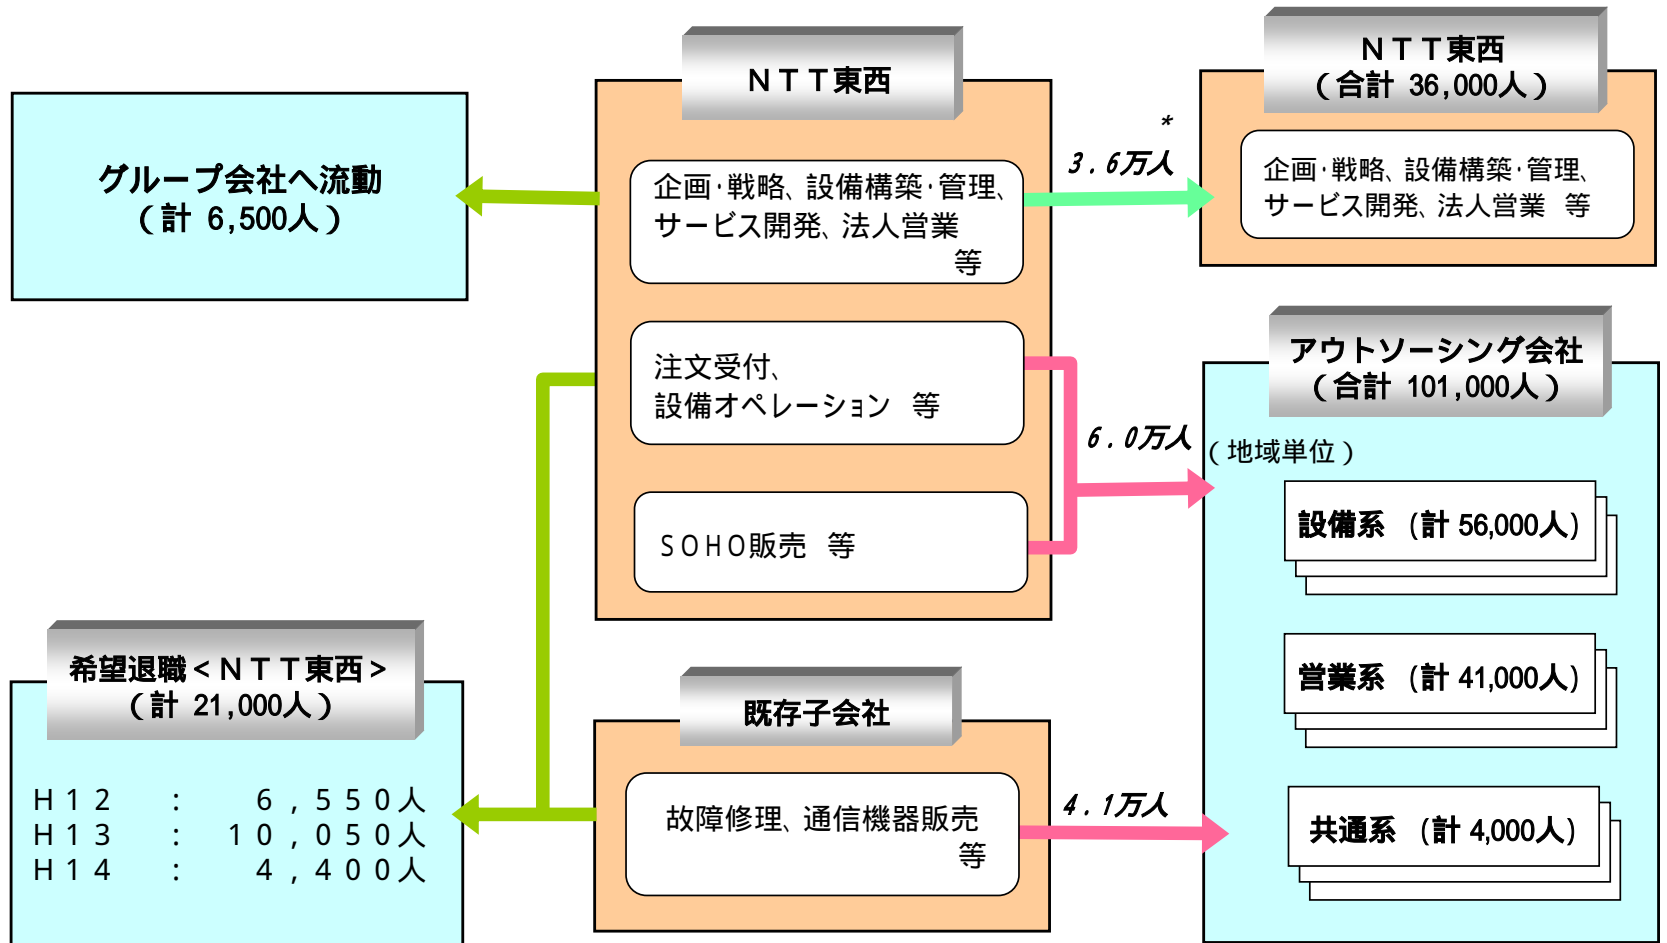 グループ会社へ流動
(計 6,500人)
NTT東西
企画・戦略、設備構築・管理、
サービス開発、法人営業
等
注文受付、
設備オペレーション 等
SOHO販売 等
*
3.6万人
NTT東西
(合計 36,000人)
企画・戦略、設備構築・管理、
サービス開発、法人営業 等
6.0万人
アウトソーシング会社
(合計 101,000人)
(地域単位)
設備系 (計 56,000人)
営業系 (計 41,000人)
共通系 (計 4,000人)
希望退職<NTT東西>
(計 21,000人)
H12 : 6,550人
H13 : 10,050人
H14 : 4,400人
既存子会社
故障修理、通信機器販売
等
4.1万人